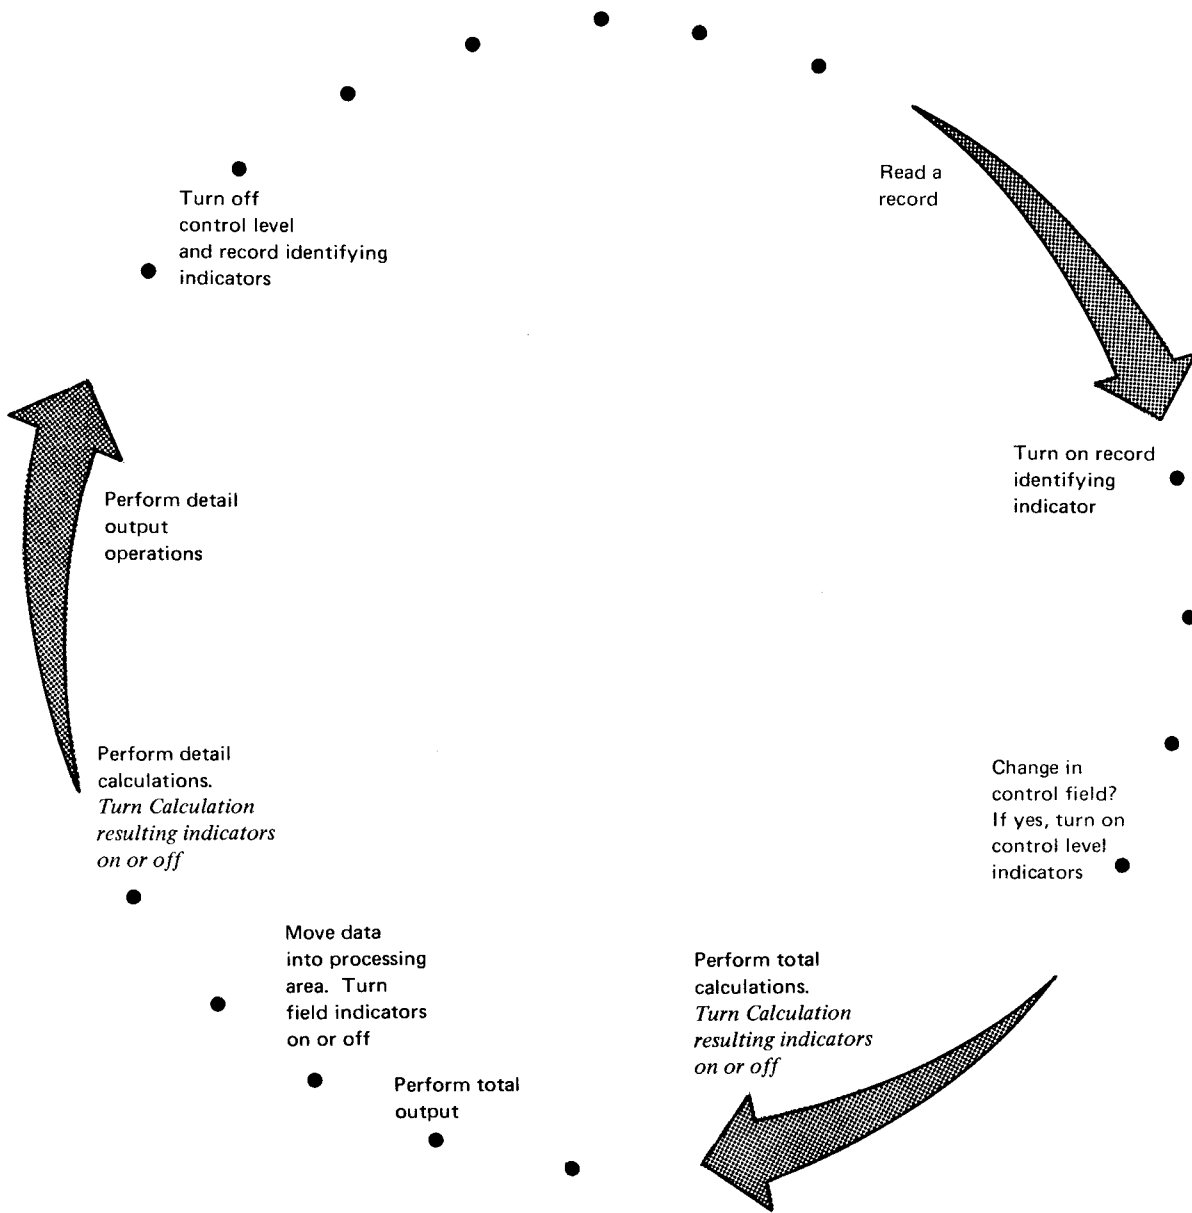 Read a
record
Turn on record
identifying
indicator
Change in
control field?
If yes, turn on
control level
indicators
Perform total
calculations.
Turn Calculation
resulting indicators
on or off
Perform total
output
Move data
into processing
area. Turn
field indicators
on or off
Perform detail
calculations.
Turn Calculation
resulting indicators
on or off
Perform detail
output
operations
Turn off
control level
and record identifying
indicators